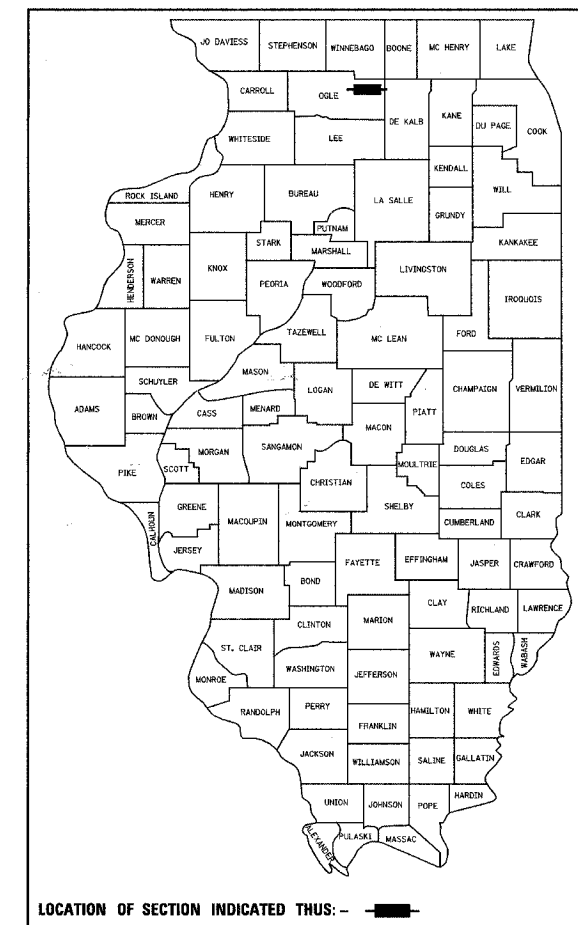 JO DAVIESS STEPHENSON WINNEBAGO BOONE MC HENRY LAKE
CARROLL OGLE DE KALB KANE DU PAGE COOK
WHITESIDE LEE
KENDALL WILL
ROCK ISLAND HENRY BUREAU LA SALLE GRUNDY
MERCER PUTNAM
STARK MARSHALL KANKAKEE
HENDERSON WARREN KNOX PEORIA WOODFORD LIVINGSTON IROQUOIS
HANCOCK MC DONOUGH FULTON TAZEWELL MC LEAN FORD
SCHUYLER MASON LOGAN DE WITT CHAMPAIGN VERMILION
ADAMS BROWN CASS MENARD MACON PIATT
PIKE SCOTT MORGAN SANGAMON CHRISTIAN MOULTRIE DOUGLAS EDGAR
COLES
CALHOUN GREENE MACOUPIN MONTGOMERY SHELBY CUMBERLAND CLARK
JERSEY FAYETTE EFFINGHAM JASPER CRAWFORD
MADISON BOND CLAY RICHLAND LAWRENCE
ST. CLAIR CLINTON MARION WAYNE EDWARDS WABASH
MONROE WASHINGTON JEFFERSON
RANDOLPH PERRY HAMILTON WHITE
FRANKLIN
JACKSON WILLIAMSON SALINE GALLATIN
UNION JOHNSON POPE HARDIN
ALEXANDER PULASKI MASSAC
LOCATION OF SECTION INDICATED THUS: -